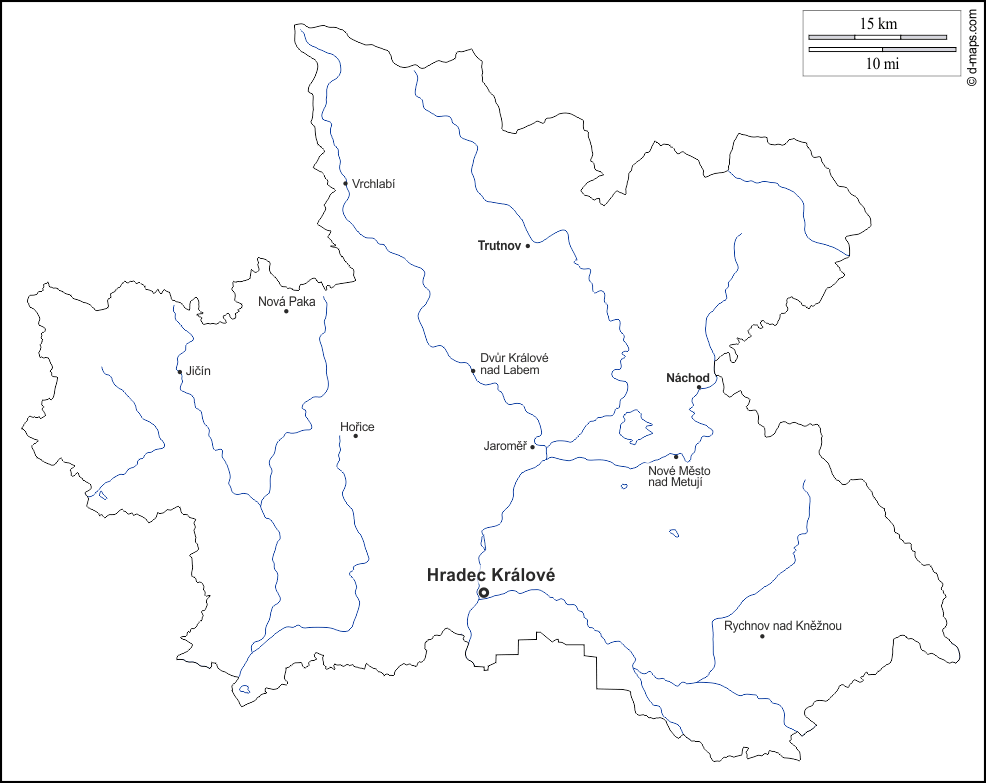 15 km
10 mi
© d-maps.com
Vrchlabí
Trutnov
Nová Paka
Dvůr Králové
nad Labem
Jičín
Náchod
Hořice
Jaroměř
Nové Město
nad Metují
Hradec Králové
Rychnov nad Kněžnou